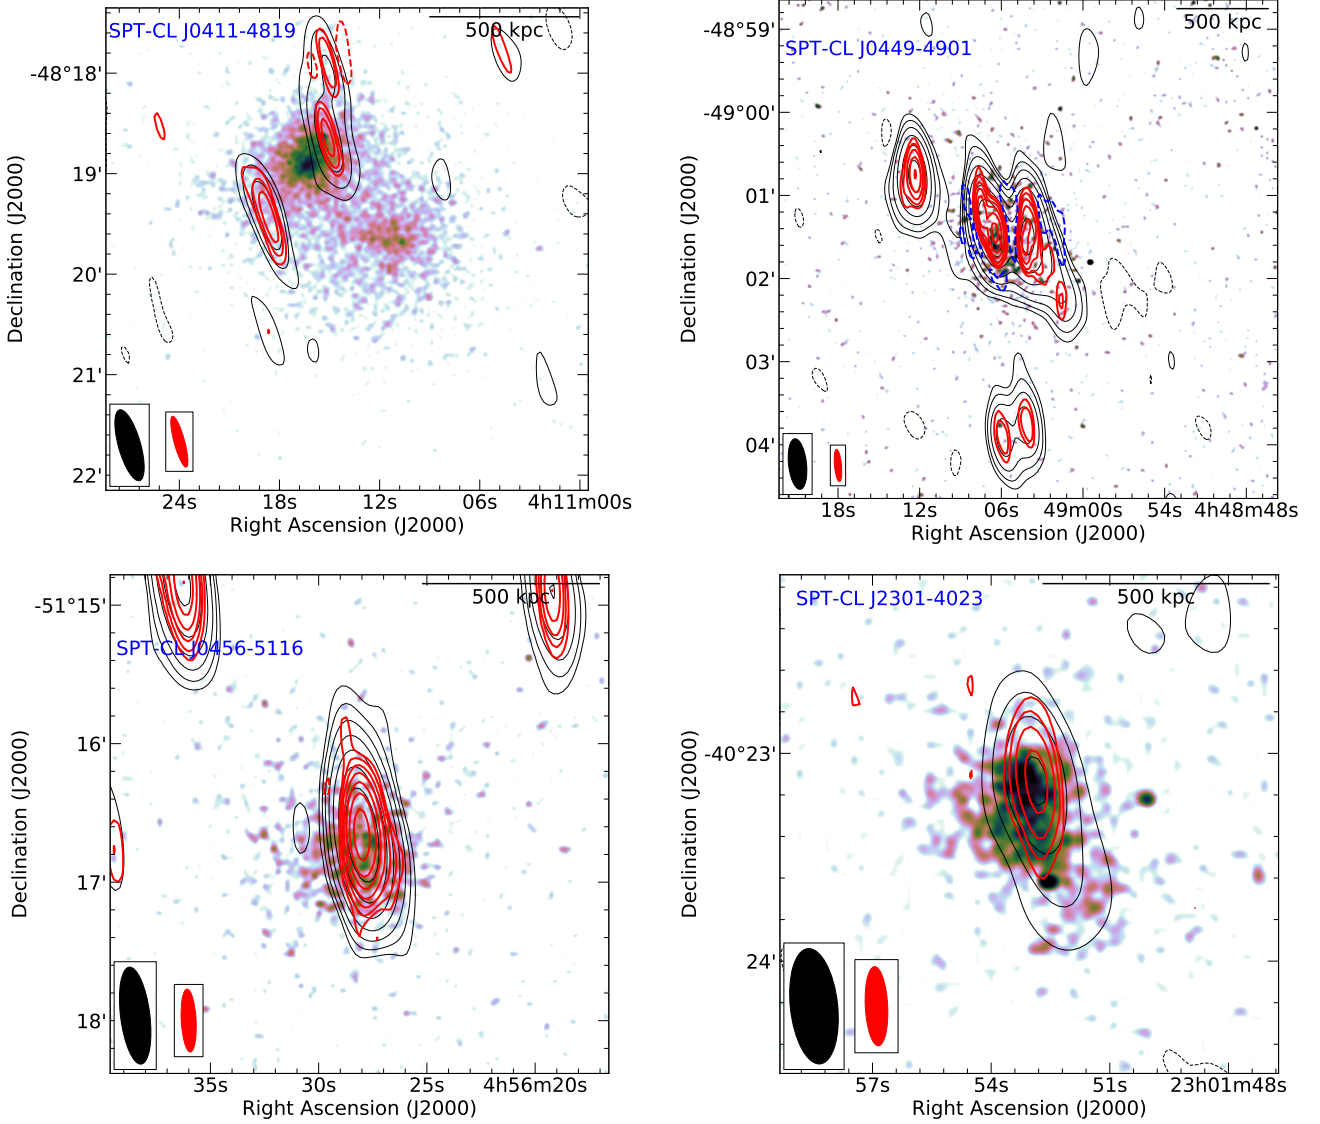 SPT-CL J0411-4819
500 kpc
-48°18'
19'
20'
21'
22'
Declination (J2000)
24s 18s 12s 06s 4h11m00s
Right Ascension (J2000)
SPT-CL J0449-4901
500 kpc
-48°59'
-49°00'
01'
02'
03'
04'
Declination (J2000)
18s 12s 06s 49m00s 54s 4h48m48s
Right Ascension (J2000)
SPT-CL J0456-5116
500 kpc
-51°15'
16'
17'
18'
Declination (J2000)
35s 30s 25s 4h56m20s
Right Ascension (J2000)
SPT-CL J2301-4023
500 kpc
-40°23'
24'
Declination (J2000)
57s 54s 51s 23h01m48s
Right Ascension (J2000)